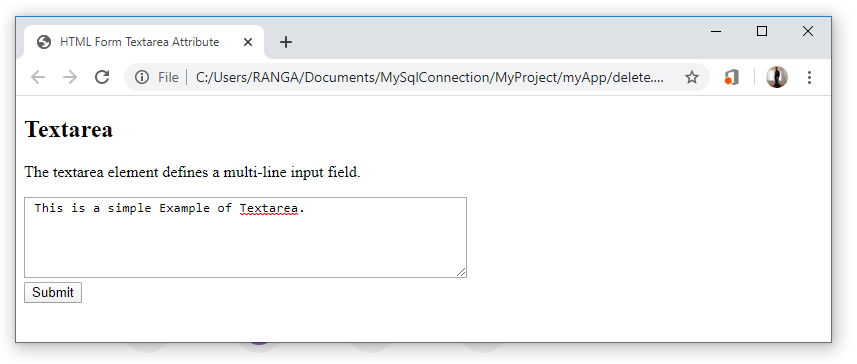 HTML Form Textarea Attribute
File | C:/Users/RANGA/Documents/MySqlConnection/MyProject/myApp/delete....
Textarea
The textarea element defines a multi-line input field.
This is a simple Example of Textarea.
Submit